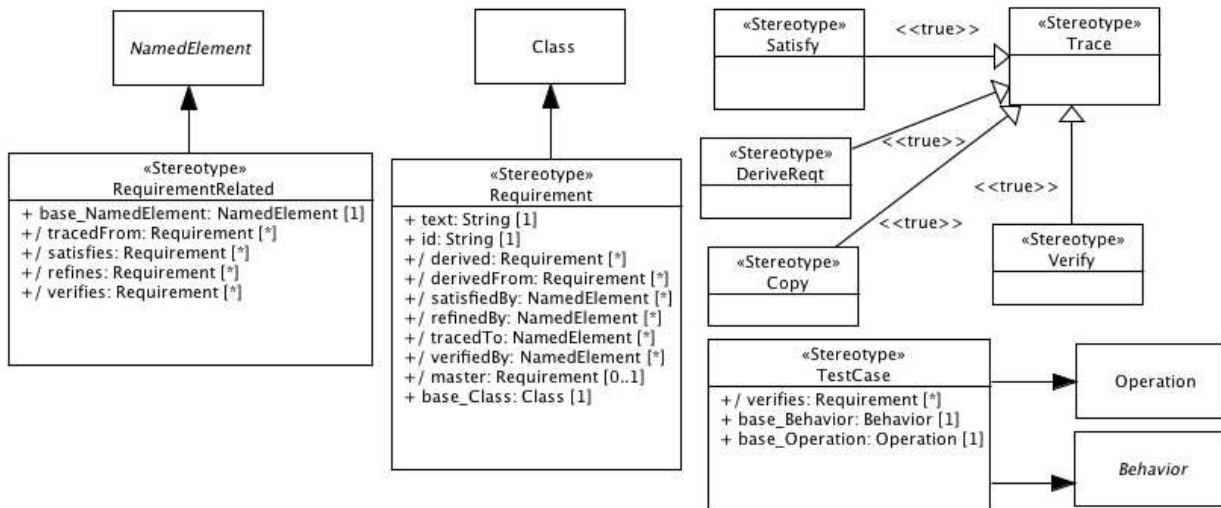 NamedElement
«Stereotype»
RequirementRelated
+ base_NamedElement: NamedElement [1]
+/ tracedFrom: Requirement [*]
+/ satisfies: Requirement [*]
+/ refines: Requirement [*]
+/ verifies: Requirement [*]
Class
«Stereotype»
Requirement
+ text: String [1]
+ id: String [1]
+/ derived: Requirement [*]
+/ derivedFrom: Requirement [*]
+/ satisfiedBy: NamedElement [*]
+/ refinedBy: NamedElement [*]
+/ tracedTo: NamedElement [*]
+/ verifiedBy: NamedElement [*]
+/ master: Requirement [0..1]
+ base_Class: Class [1]
«Stereotype»
Satisfy
<<true>>
«Stereotype»
Trace
«Stereotype»
DeriveReqt
<<true>>
<<true>>
<<true>>
«Stereotype»
Copy
«Stereotype»
Verify
«Stereotype»
TestCase
+/ verifies: Requirement [*]
+ base_Behavior: Behavior [1]
+ base_Operation: Operation [1]
Operation
Behavior